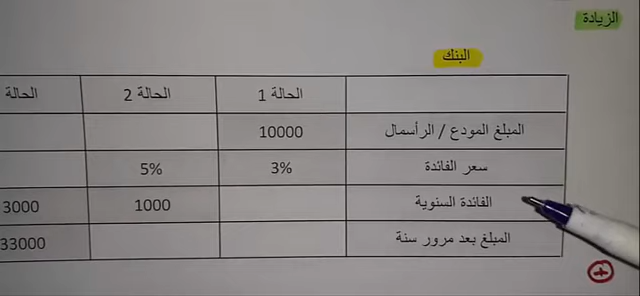 الزيادة
البنك
الحالة 1 الحالة 2 الحالة
المبلغ المودع / الرأسمال 10000
سعر الفائدة 3% 5%
الفائدة السنوية 1000 3000
المبلغ بعد مرور سنة 33000